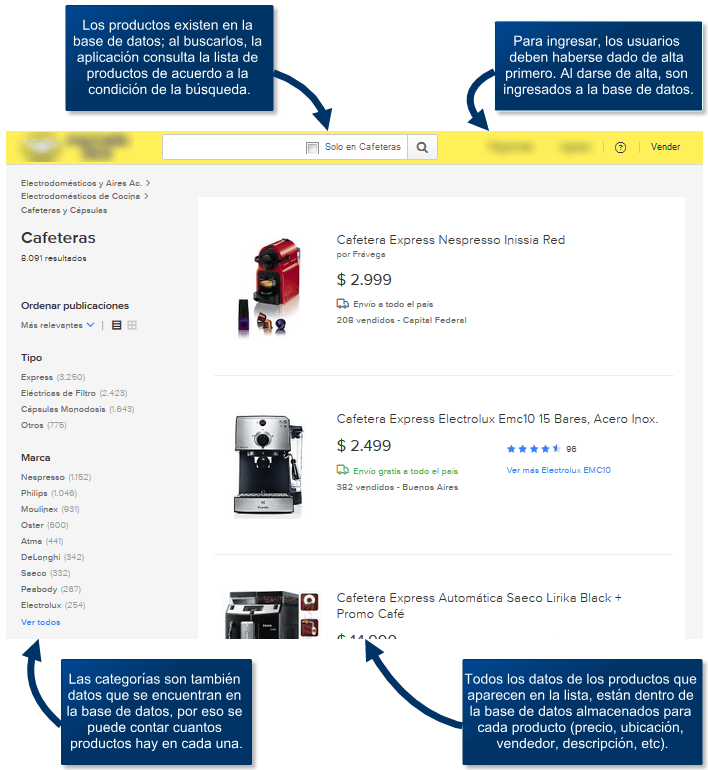 Los productos existen en la
base de datos; al buscarlos, la
aplicación consulta la lista de
productos de acuerdo a la
condición de la búsqueda.
Para ingresar, los usuarios
deben haberse dado de alta
primero. Al darse de alta, son
ingresados a la base de datos.
Solo en Cafeteras
Vender
Electrodomésticos y Aires Ac. >
Electrodomésticos de Cocina >
Cafeteras y Cápsulas
Cafeteras
8.091 resultados
Ordenar publicaciones
Más relevantes
Tipo
Express (3.250)
Eléctricas de Filtro (2.423)
Cápsulas Monodosis (1.643)
Otros (775)
Marca
Nespresso (1.152)
Philips (1.046)
Moulinex (931)
Oster (600)
Atma (441)
DeLonghi (342)
Saeco (332)
Peabody (267)
Electrolux (254)
Ver todos
Cafetera Express Nespresso Inissia Red
por Frávega
$ 2.999
Envío a todo el país
208 vendidos - Capital Federal
Cafetera Express Electrolux Emc10 15 Bares, Acero Inox.
$ 2.499
96
Envío gratis a todo el país
Ver más Electrolux EMC10
382 vendidos - Buenos Aires
Cafetera Express Automática Saeco Lirika Black +
Promo Café
Las categorías son también
datos que se encuentran en
la base de datos, por eso se
puede contar cuantos
productos hay en cada una.
Todos los datos de los productos que
aparecen en la lista, están dentro de
la base de datos almacenados para
cada producto (precio, ubicación,
vendedor, descripción, etc).